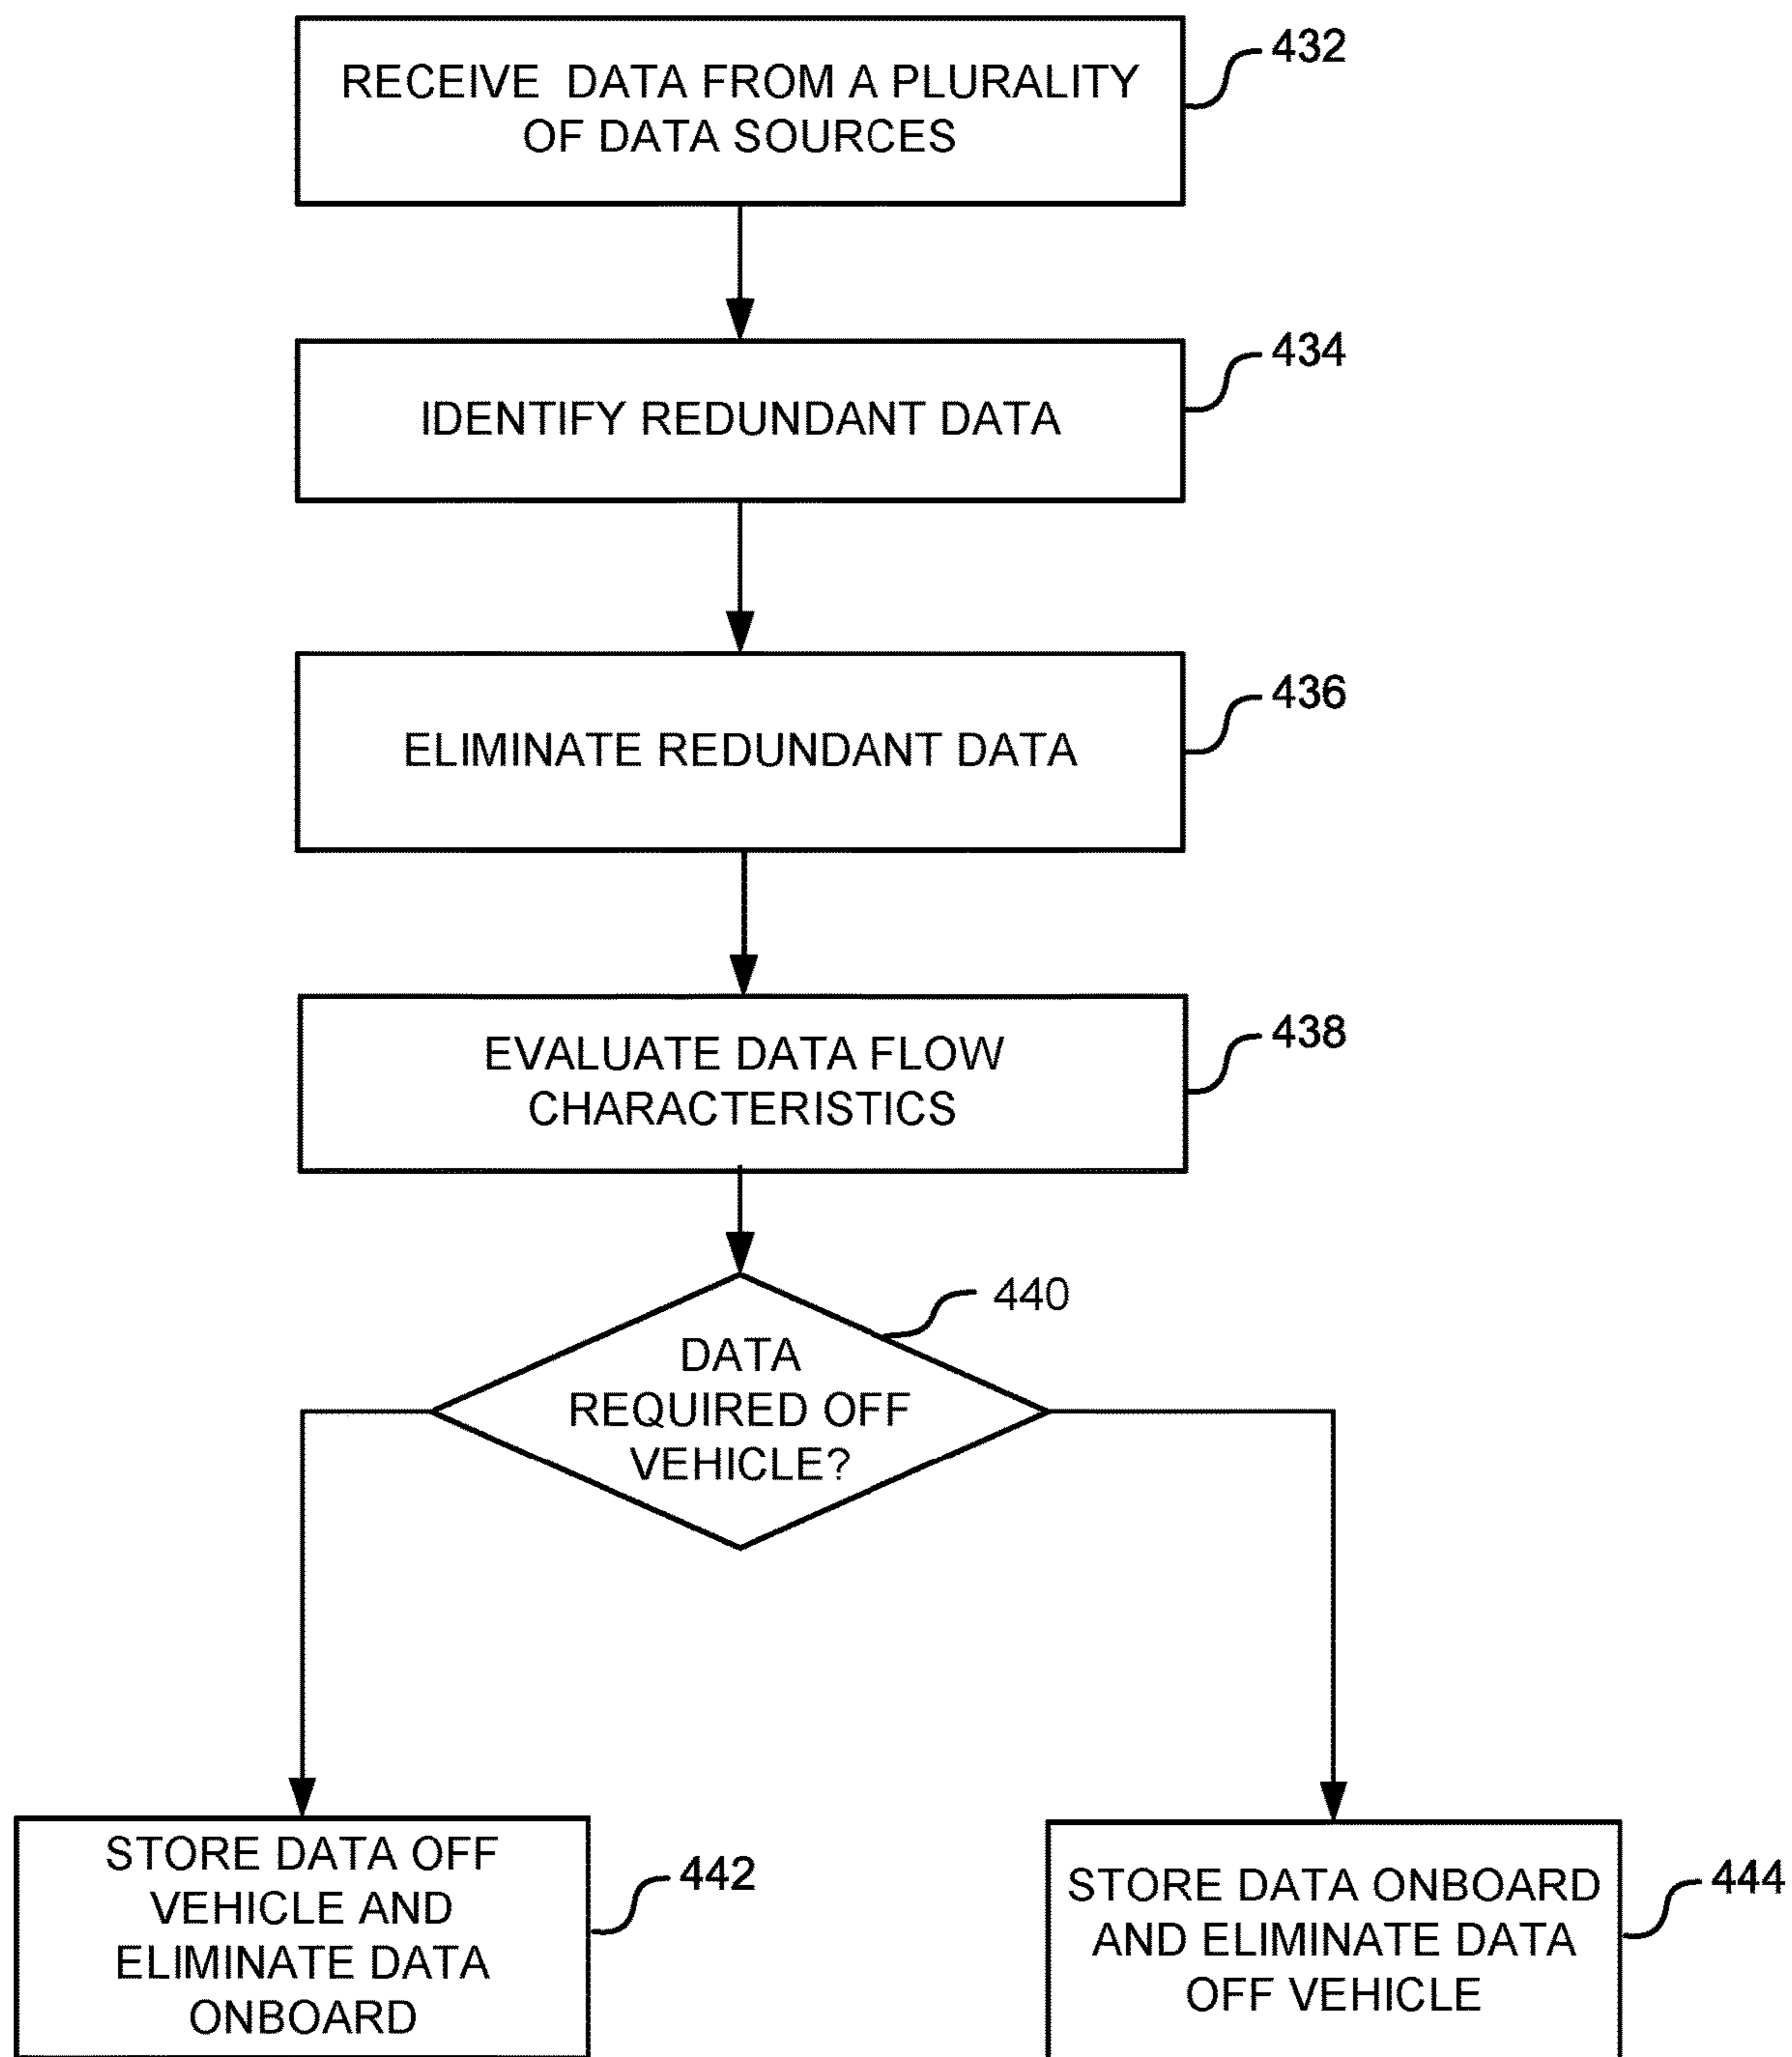 RECEIVE DATA FROM A PLURALITY
OF DATA SOURCES
432
IDENTIFY REDUNDANT DATA
434
ELIMINATE REDUNDANT DATA
436
EVALUATE DATA FLOW
CHARACTERISTICS
438
DATA
REQUIRED OFF
VEHICLE?
440
STORE DATA OFF
VEHICLE AND
ELIMINATE DATA
ONBOARD
442
STORE DATA ONBOARD
AND ELIMINATE DATA
OFF VEHICLE
444